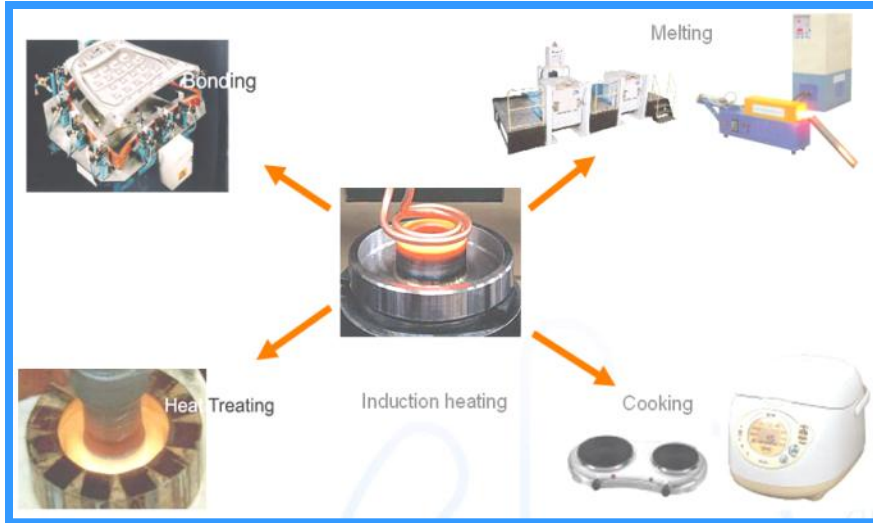 Bonding
Melting
Heat Treating
Induction heating
Cooking